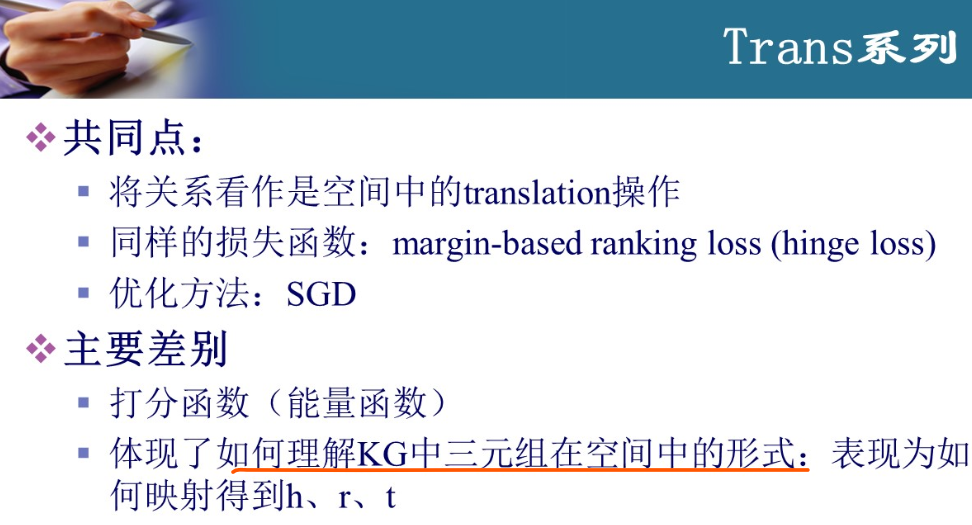 Trans系列
共同点：
将关系看作是空间中的translation操作
同样的损失函数：margin-based ranking loss (hinge loss)
优化方法：SGD
主要差别
打分函数（能量函数）
体现了如何理解KG中三元组在空间中的形式：表现为如
何映射得到h、r、t